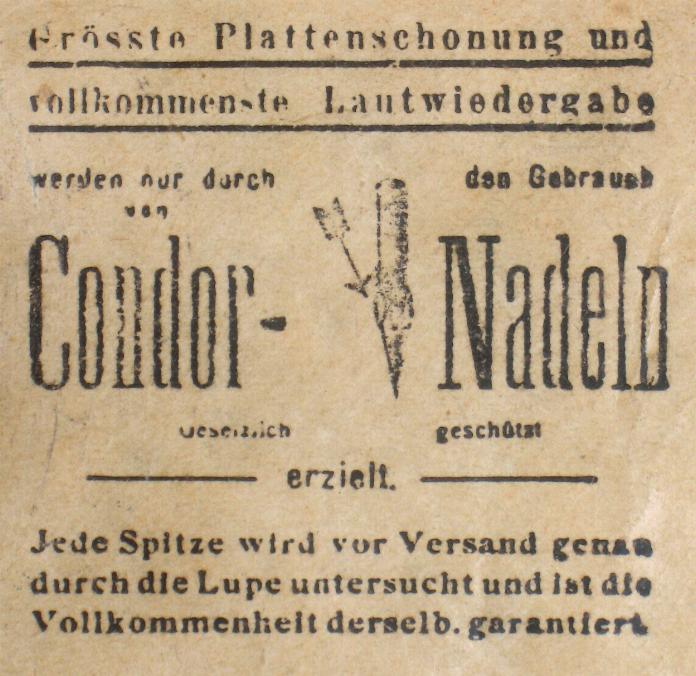 Grösste Plattenschonung und
vollkommenste Lautwiedergabe
werden nur durch den Gebrauch
von
Condor- Nadeln
Gesetzlich geschützt
erzielt.
Jede Spitze wird vor Versand genau
durch die Lupe untersucht und ist die
Vollkommenheit derselb. garantiert.